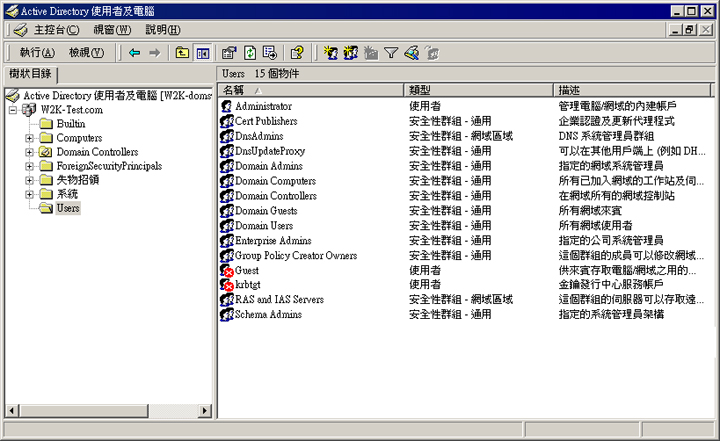 Active Directory 使用者及電腦
主控台(C) 視窗(W) 說明(H)
執行(A) 檢視(V)
樹狀目錄
Users 15 個物件
Active Directory 使用者及電腦 [W2K-doms
W2K-Test.com
Builtin
Computers
Domain Controllers
ForeignSecurityPrincipals
失物招領
系統
Users
名稱 類型 描述
Administrator 使用者 管理電腦/網域的內建帳戶
Cert Publishers 安全性群組 - 通用 企業認證及更新代理程式
DnsAdmins 安全性群組 - 網域區域 DNS 系統管理員群組
DnsUpdateProxy 安全性群組 - 通用 可以在其他用戶端上 (例如 DH...
Domain Admins 安全性群組 - 通用 指定的網域系統管理員
Domain Computers 安全性群組 - 通用 所有已加入網域的工作站及伺...
Domain Controllers 安全性群組 - 通用 在網域所有的網域控制站
Domain Guests 安全性群組 - 通用 所有網域來賓
Domain Users 安全性群組 - 通用 所有網域使用者
Enterprise Admins 安全性群組 - 通用 指定的公司系統管理員
Group Policy Creator Owners 安全性群組 - 通用 這個群組的成員可以修改網域...
Guest 使用者 供來賓存取電腦/網域之用的...
krbtgt 使用者 金鑰發行中心服務帳戶
RAS and IAS Servers 安全性群組 - 網域區域 這個群組的伺服器可以存取遠...
Schema Admins 安全性群組 - 通用 指定的系統管理員架構